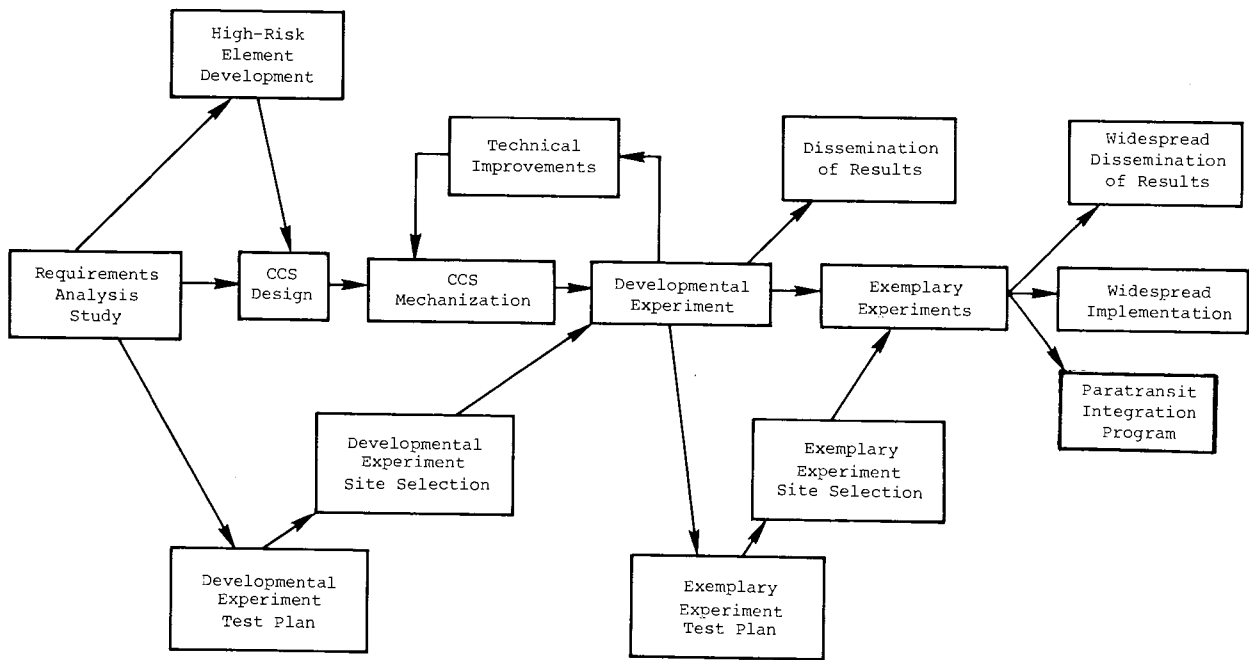 High-Risk
Element
Development
Technical
Improvements
Dissemination
of Results
Widespread
Dissemination
of Results
Requirements
Analysis
Study
CCS
Design
CCS
Mechanization
Developmental
Experiment
Exemplary
Experiments
Widespread
Implementation
Paratransit
Integration
Program
Developmental
Experiment
Site Selection
Exemplary
Experiment
Site Selection
Developmental
Experiment
Test Plan
Exemplary
Experiment
Test Plan